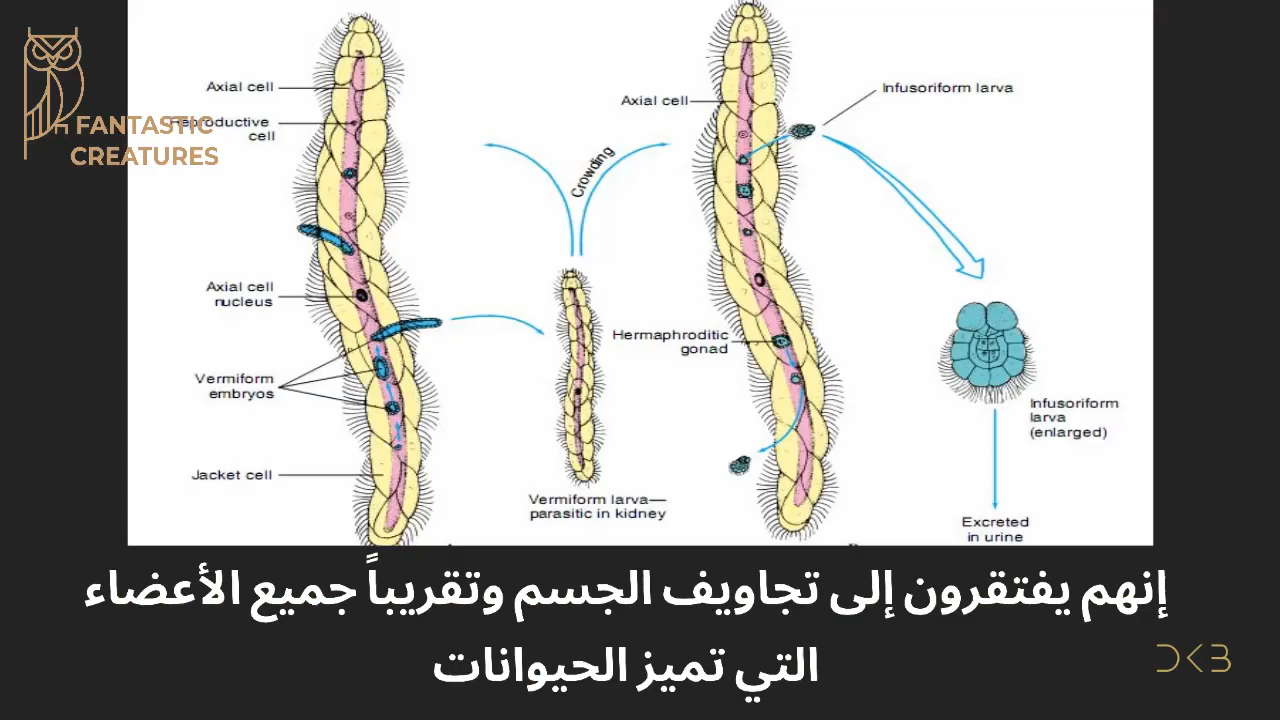 FANTASTIC
CREATURES
Axial cell
Reproductive
cell
Axial cell
nucleus
Vermiform
embryos
Jacket cell
Crowding
Vermiform larva—
parasitic in kidney
Axial cell
Infusoriform larva
Hermaphroditic
gonad
Infusoriform
larva
(enlarged)
Excreted
in urine
إنهم يفتقرون إلى تجاويف الجسم وتقريباً جميع الأعضاء
التي تميز الحيوانات
DKB